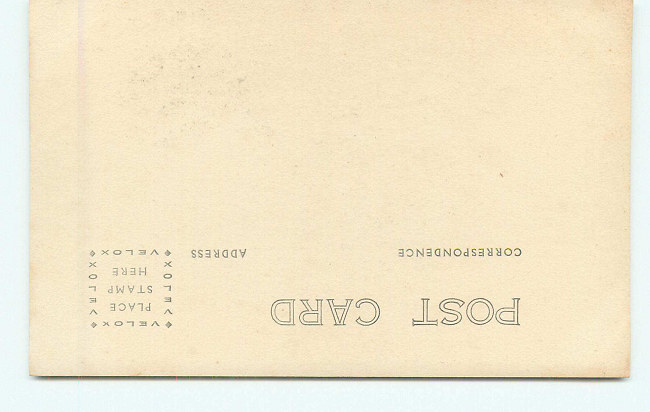 POST CARD
CORRESPONDENCE
ADDRESS
VELOX
VELOX
PLACE
STAMP
HERE
VELOX
VELOX